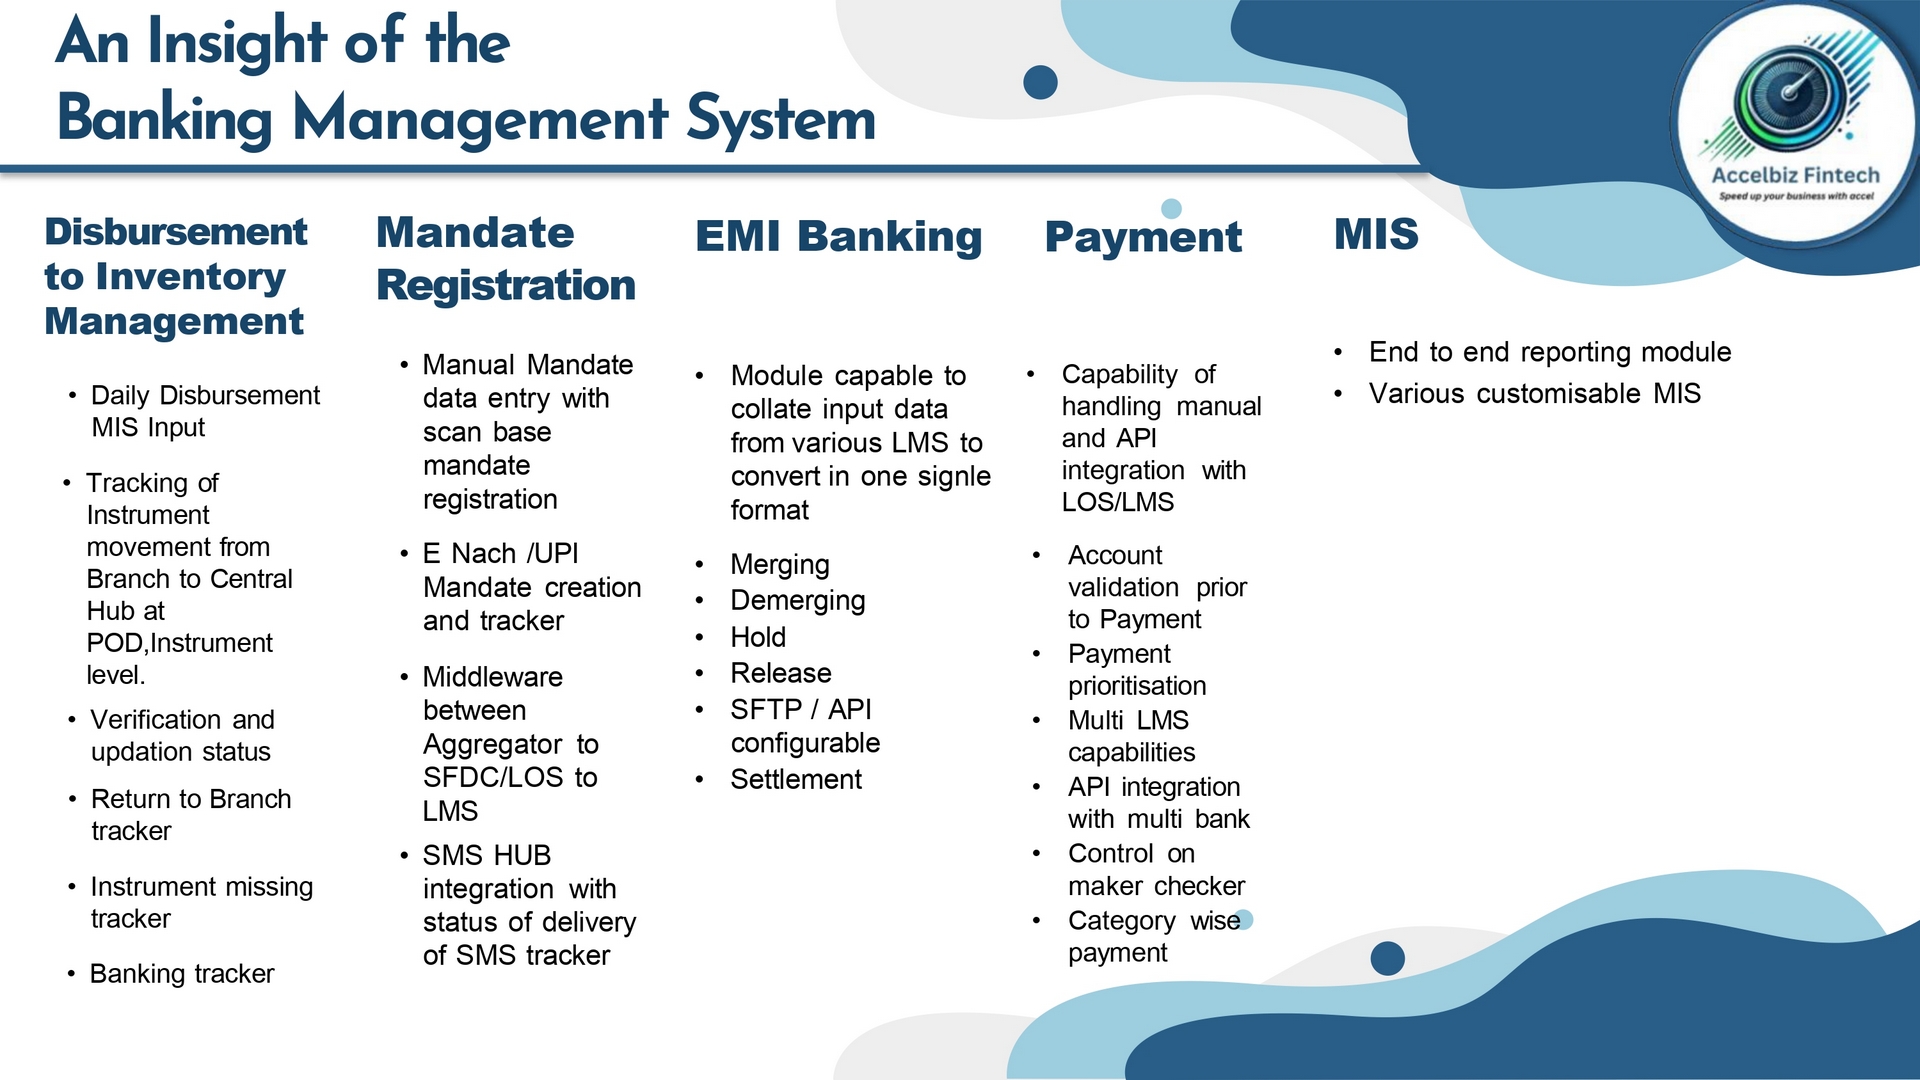 An Insight of the
Banking Management System
Accelbiz Fintech
Speed up your business with accel
Disbursement
to Inventory
Management
• Daily Disbursement
MIS Input
• Tracking of
Instrument
movement from
Branch to Central
Hub at
POD,Instrument
level.
• Verification and
updation status
• Return to Branch
tracker
• Instrument missing
tracker
• Banking tracker
Mandate
Registration
• Manual Mandate
data entry with
scan base
mandate
registration
• E Nach /UPI
Mandate creation
and tracker
• Middleware
between
Aggregator to
SFDC/LOS to
LMS
• SMS HUB
integration with
status of delivery
of SMS tracker
EMI Banking
• Module capable to
collate input data
from various LMS to
convert in one signle
format
• Merging
• Demerging
• Hold
• Release
• SFTP / API
configurable
• Settlement
Payment
• Capability of
handling manual
and API
integration with
LOS/LMS
• Account
validation prior
to Payment
• Payment
prioritisation
• Multi LMS
capabilities
• API integration
with multi bank
• Control on
maker checker
• Category wise
payment
MIS
• End to end reporting module
• Various customisable MIS